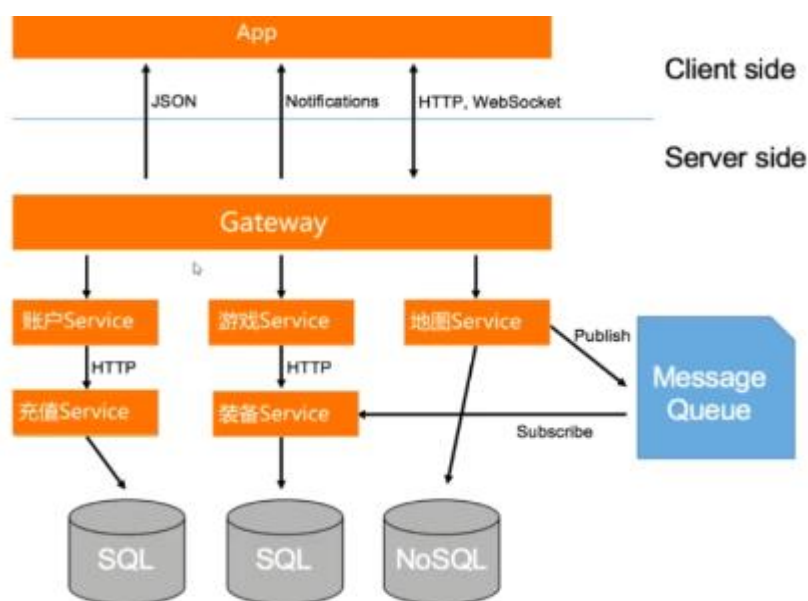 App
Client side
JSON
Notifications
HTTP, WebSocket
Server side
Gateway
账户Service
游戏Service
地图Service
Publish
HTTP
HTTP
Message
Queue
充值Service
装备Service
Subscribe
SQL
SQL
NoSQL